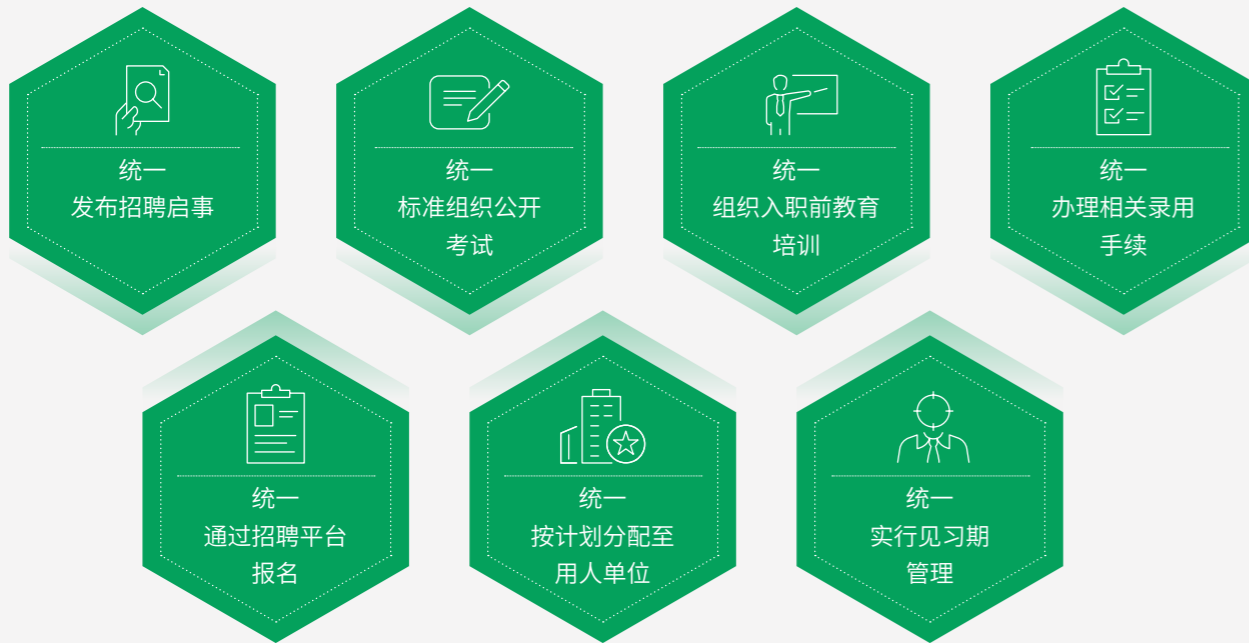 统一
发布招聘启事
统一
标准组织公开
考试
统一
组织入职前教育
培训
统一
办理相关录用
手续
统一
通过招聘平台
报名
统一
按计划分配至
用人单位
统一
实行见习期
管理